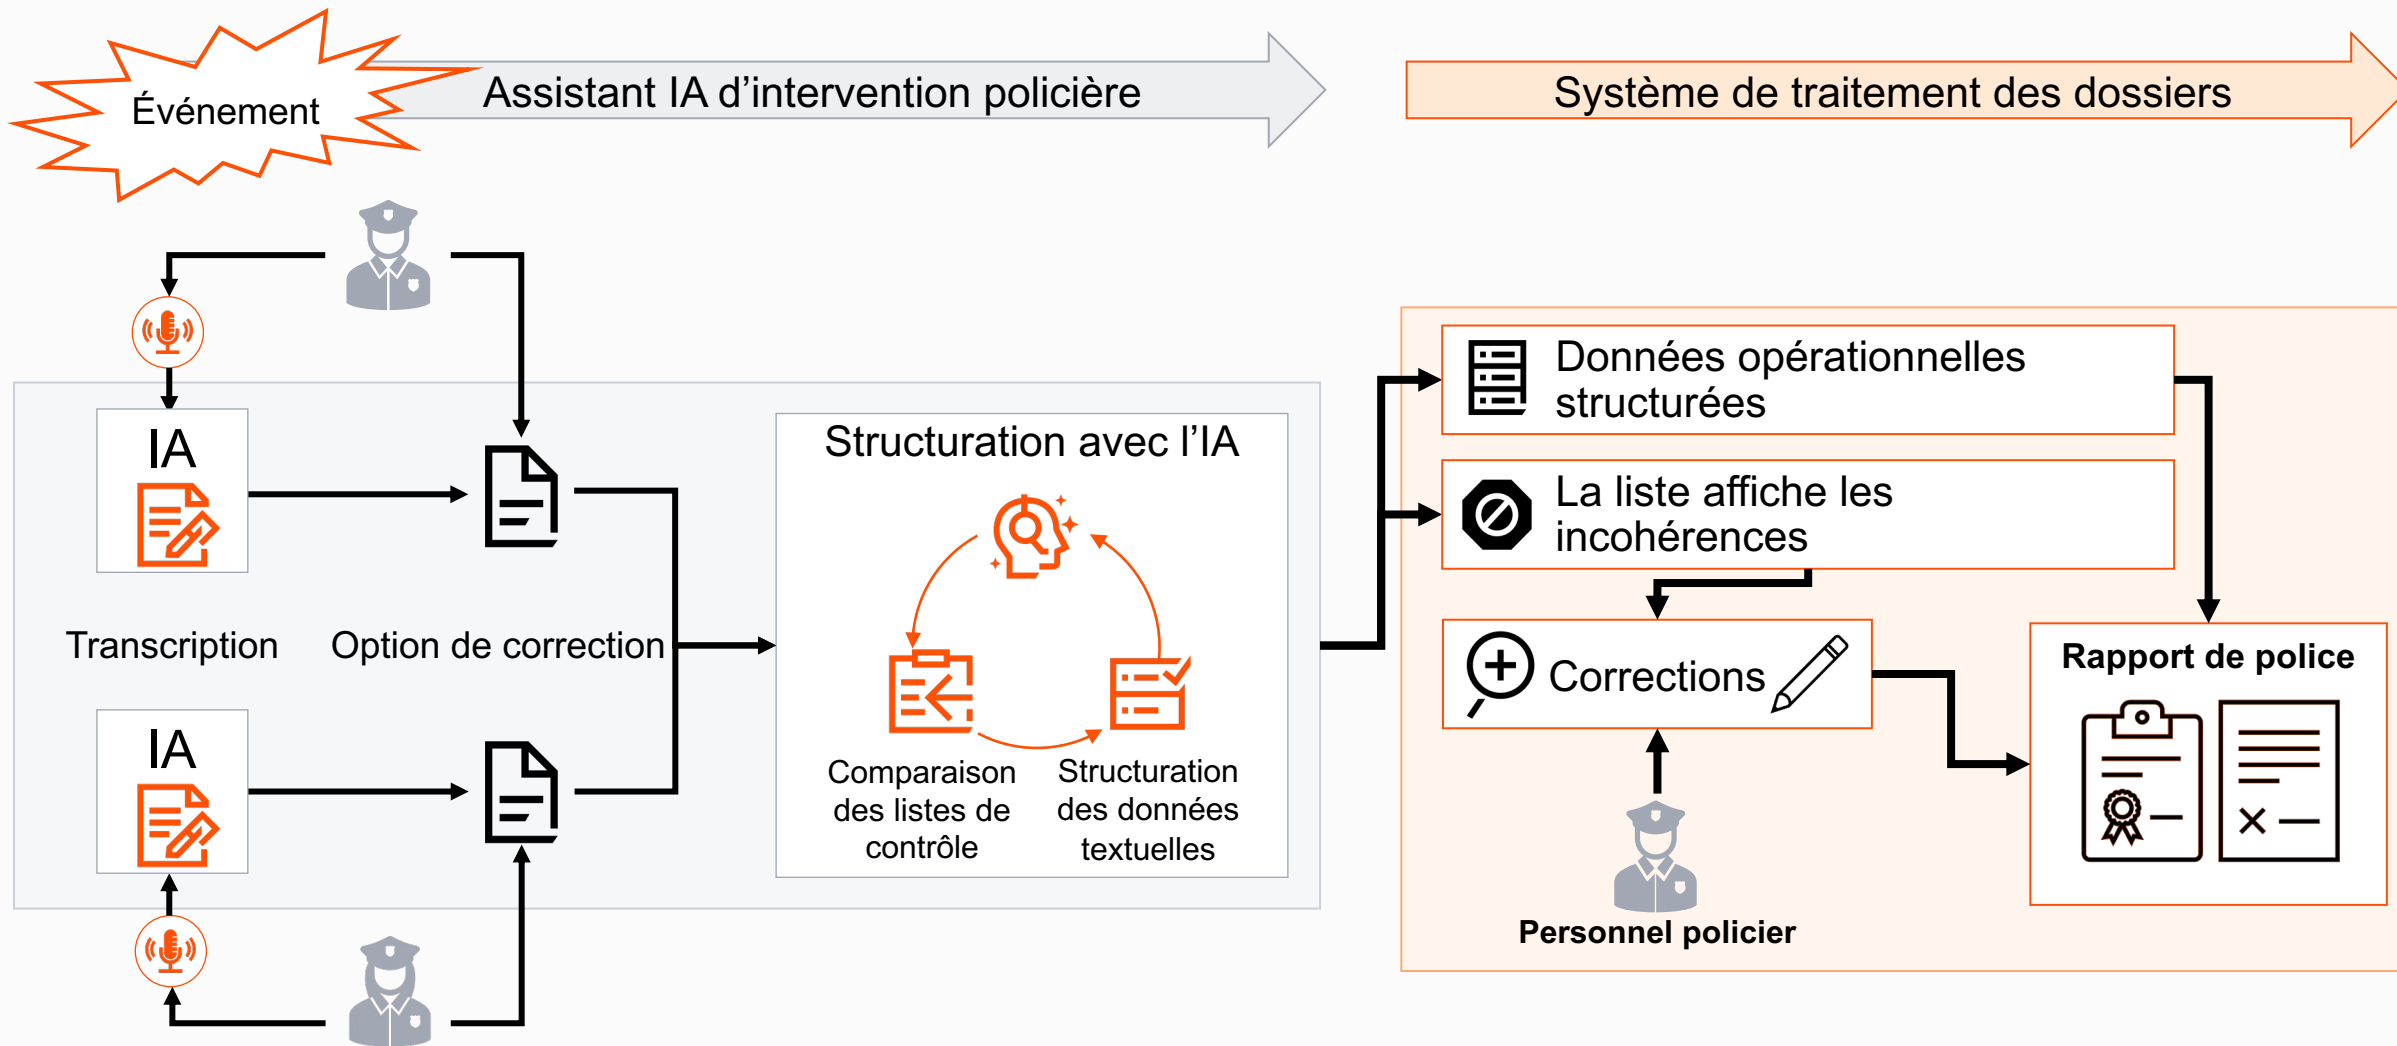 Événement
Assistant IA d’intervention policière
Système de traitement des dossiers
IA
Transcription
Option de correction
IA
Structuration avec l’IA
Comparaison
des listes de
contrôle
Structuration
des données
textuelles
Données opérationnelles
structurées
La liste affiche les
incohérences
Corrections
Personnel policier
Rapport de police